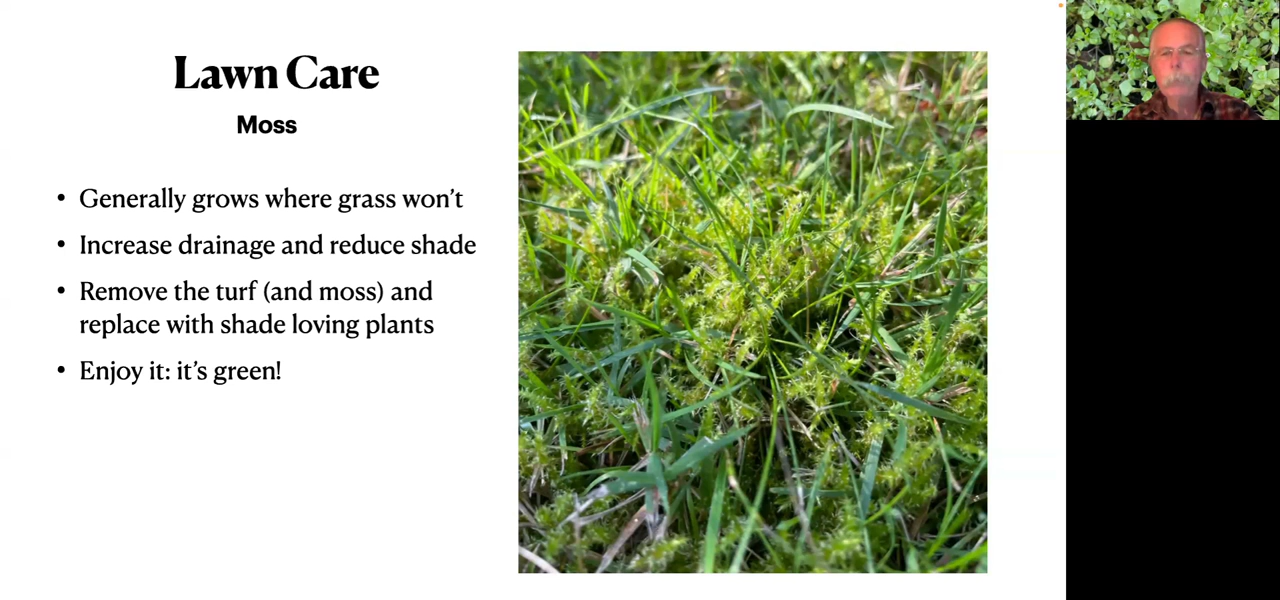 Lawn Care
Moss
• Generally grows where grass won’t
• Increase drainage and reduce shade
• Remove the turf (and moss) and
replace with shade loving plants
• Enjoy it: it’s green!